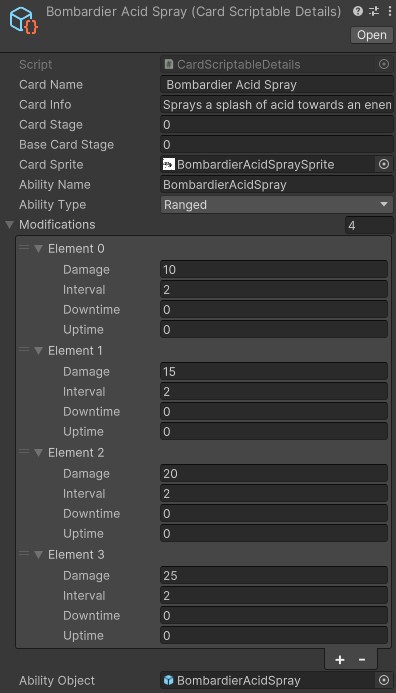 Bombardier Acid Spray (Card Scriptable Details)
Open
Script CardScriptableDetails
Card Name Bombardier Acid Spray
Card Info Sprays a splash of acid towards an enem
Card Stage 0
Base Card Stage 0
Card Sprite BombardierAcidSpraySprite
Ability Name BombardierAcidSpray
Ability Type Ranged
Modifications 4
Element 0
Damage 10
Interval 2
Downtime 0
Uptime 0
Element 1
Damage 15
Interval 2
Downtime 0
Uptime 0
Element 2
Damage 20
Interval 2
Downtime 0
Uptime 0
Element 3
Damage 25
Interval 2
Downtime 0
Uptime 0
+ -
Ability Object BombardierAcidSpray